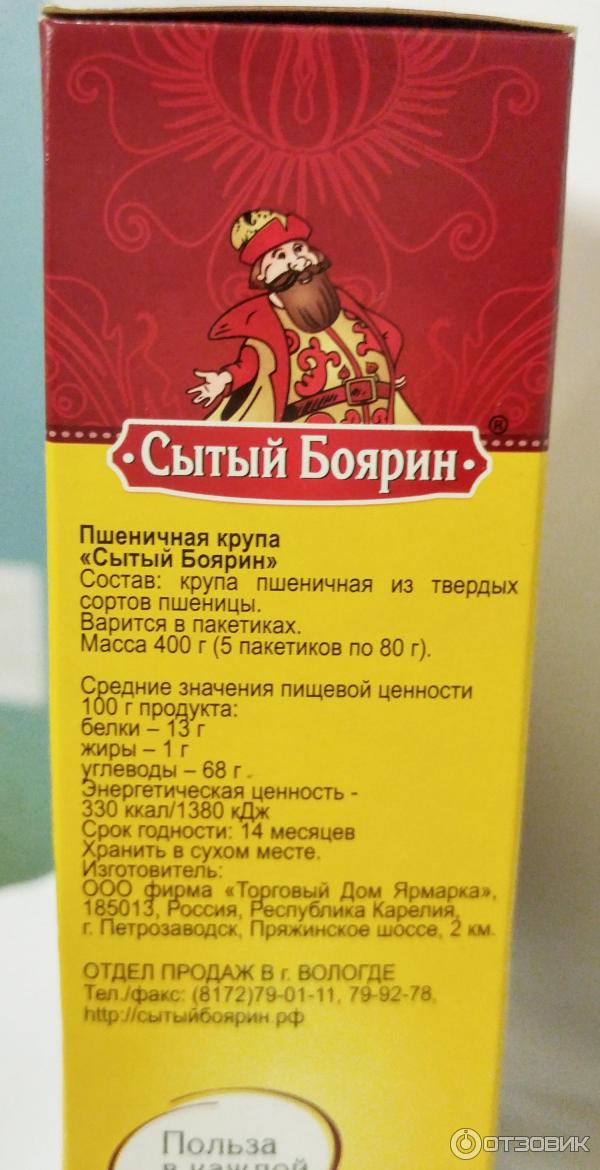 ®
·Сытый Боярин·
Пшеничная крупа
«Сытый Боярин»
Состав: крупа пшеничная из твердых
сортов пшеницы.
Варится в пакетиках.
Масса 400 г (5 пакетиков по 80 г).
Средние значения пищевой ценности
100 г продукта:
белки – 13 г
жиры – 1 г
углеводы – 68 г
Энергетическая ценность -
330 ккал/1380 кДж
Срок годности: 14 месяцев
Хранить в сухом месте.
Изготовитель:
ООО фирма «Торговый Дом Ярмарка»,
185013, Россия, Республика Карелия,
г. Петрозаводск, Пряжинское шоссе, 2 км.
ОТДЕЛ ПРОДАЖ В г. ВОЛОГДЕ
Тел./факс: (8172)79-01-11, 79-92-78,
http://сытыйбоярин.рф
Польза
в каждой
ОТЗОВИК